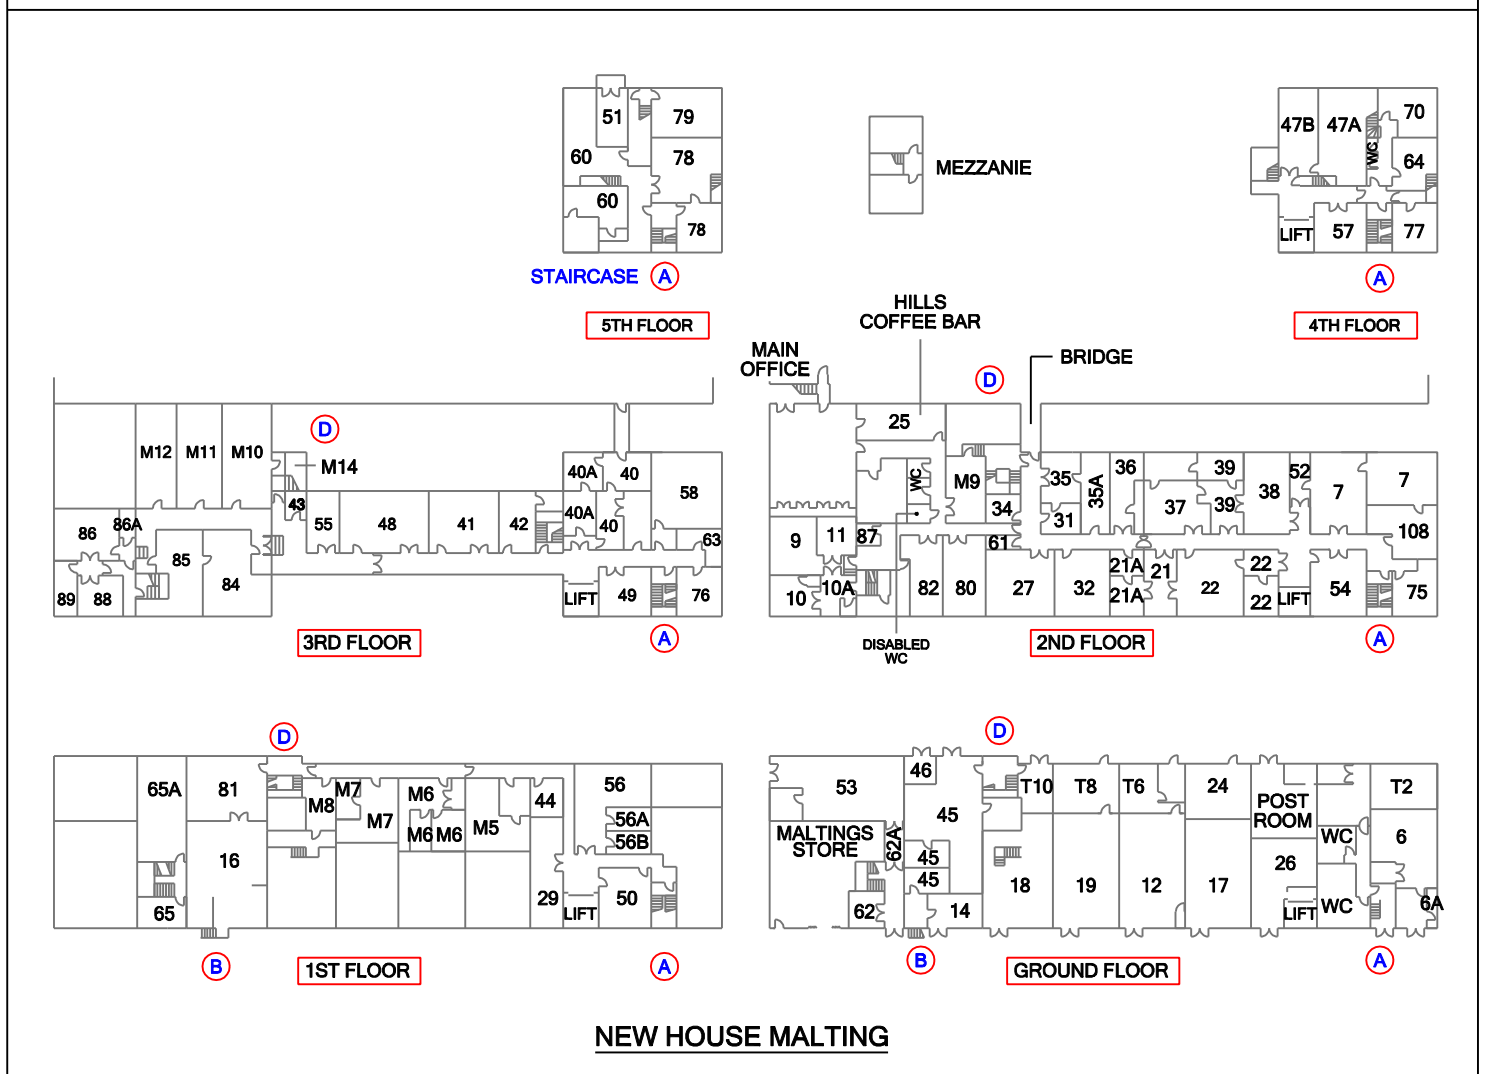 51
79
60
78
60
78
STAIRCASE A
5TH FLOOR
MEZZANIE
47B
47A
70
WC
64
LIFT
57
77
A
4TH FLOOR
D
M12
M11
M10
M14
40A
40
58
43
86
86A
55
48
41
42
40A
40
63
85
84
89
88
LIFT
49
76
3RD FLOOR
A
MAIN
OFFICE
HILLS
COFFEE BAR
D
BRIDGE
25
WC
M9
35
35A
36
39
38
52
7
7
34
31
37
39
9
11
87
61
108
10
10A
82
80
27
32
21A
21A
21
22
22
22
LIFT
54
75
DISABLED
WC
2ND FLOOR
A
D
65A
81
M8
M7
M7
M6
M6
M6
M5
44
56
56A
56B
16
65
29
LIFT
50
B
1ST FLOOR
A
D
53
46
T10
T8
T6
24
POST
ROOM
T2
MALTINGS
STORE
62A
45
WC
6
45
45
18
19
12
17
26
62
14
LIFT
WC
6A
B
GROUND FLOOR
A
NEW HOUSE MALTING